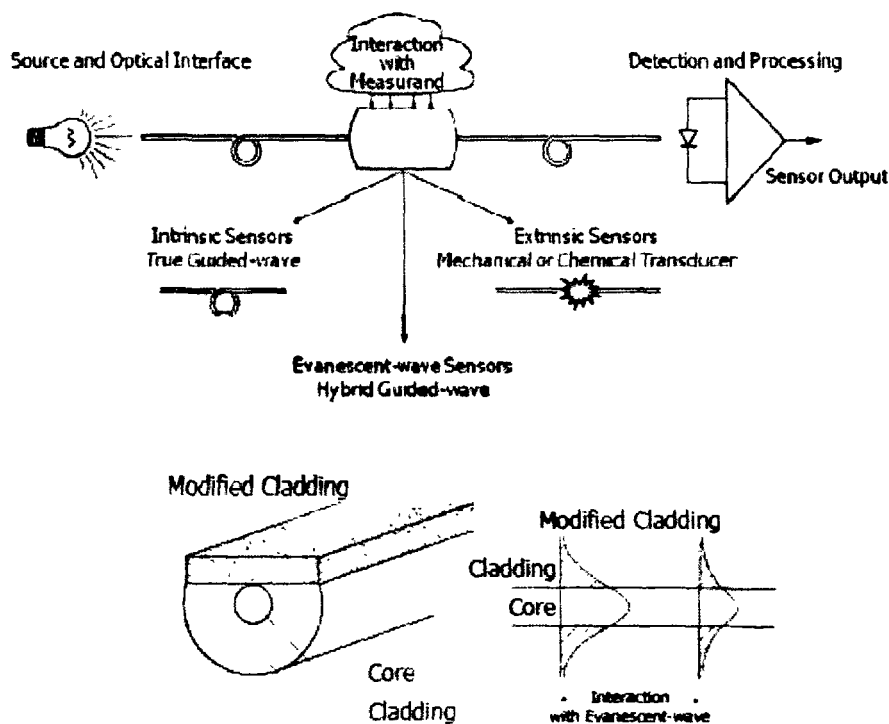 Interaction
with
Measurand
Source and Optical Interface
Detection and Processing
Sensor Output
Intrinsic Sensors
True Guided-wave
Extrinsic Sensors
Mechanical or Chemical Transducer
Evanescent-wave Sensors
Hybrid Guided-wave
Modified Cladding
Core
Cladding
Modified Cladding
Cladding
Core
Interaction
with Evanescent-wave